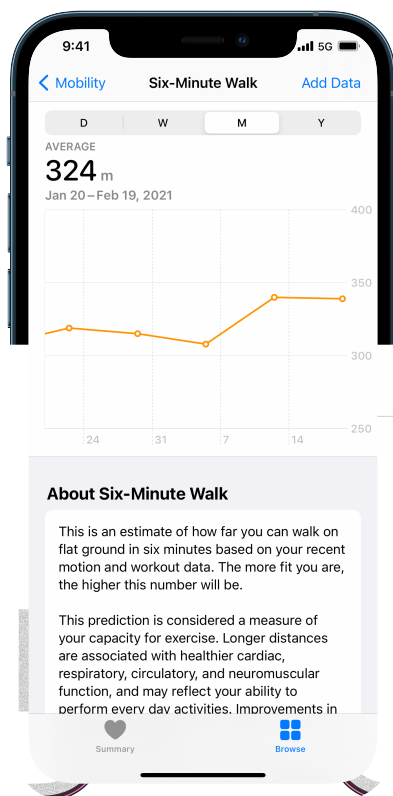 9:41 5G
Mobility Six-Minute Walk Add Data
D W M Y
AVERAGE
324 m
Jan 20–Feb 19, 2021
400
350
300
250
24 31 7 14
About Six-Minute Walk
This is an estimate of how far you can walk on
flat ground in six minutes based on your recent
motion and workout data. The more fit you are,
the higher this number will be.
This prediction is considered a measure of
your capacity for exercise. Longer distances
are associated with healthier cardiac,
respiratory, circulatory, and neuromuscular
function, and may reflect your ability to
perform every day activities. Improvements in
Summary Browse